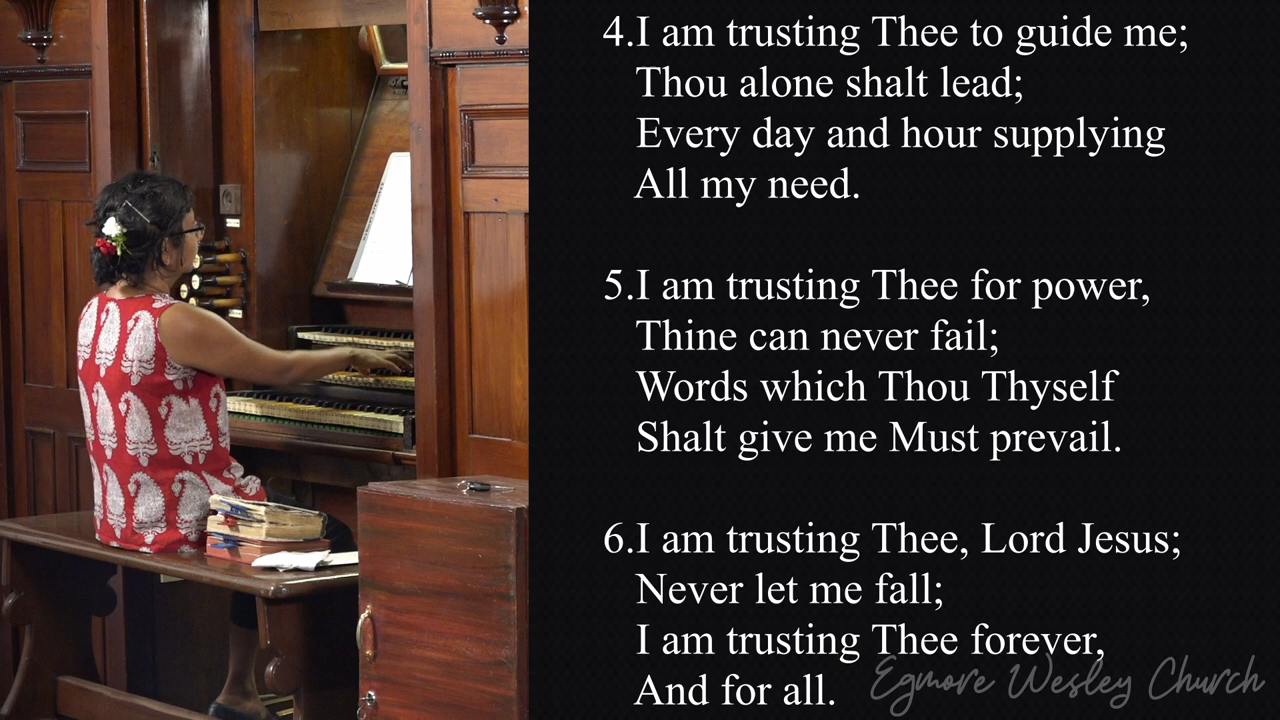 4.I am trusting Thee to guide me;
Thou alone shalt lead;
Every day and hour supplying
All my need.
5.I am trusting Thee for power,
Thine can never fail;
Words which Thou Thyself
Shalt give me Must prevail.
6.I am trusting Thee, Lord Jesus;
Never let me fall;
I am trusting Thee forever,
And for all.
Egmore Wesley Church